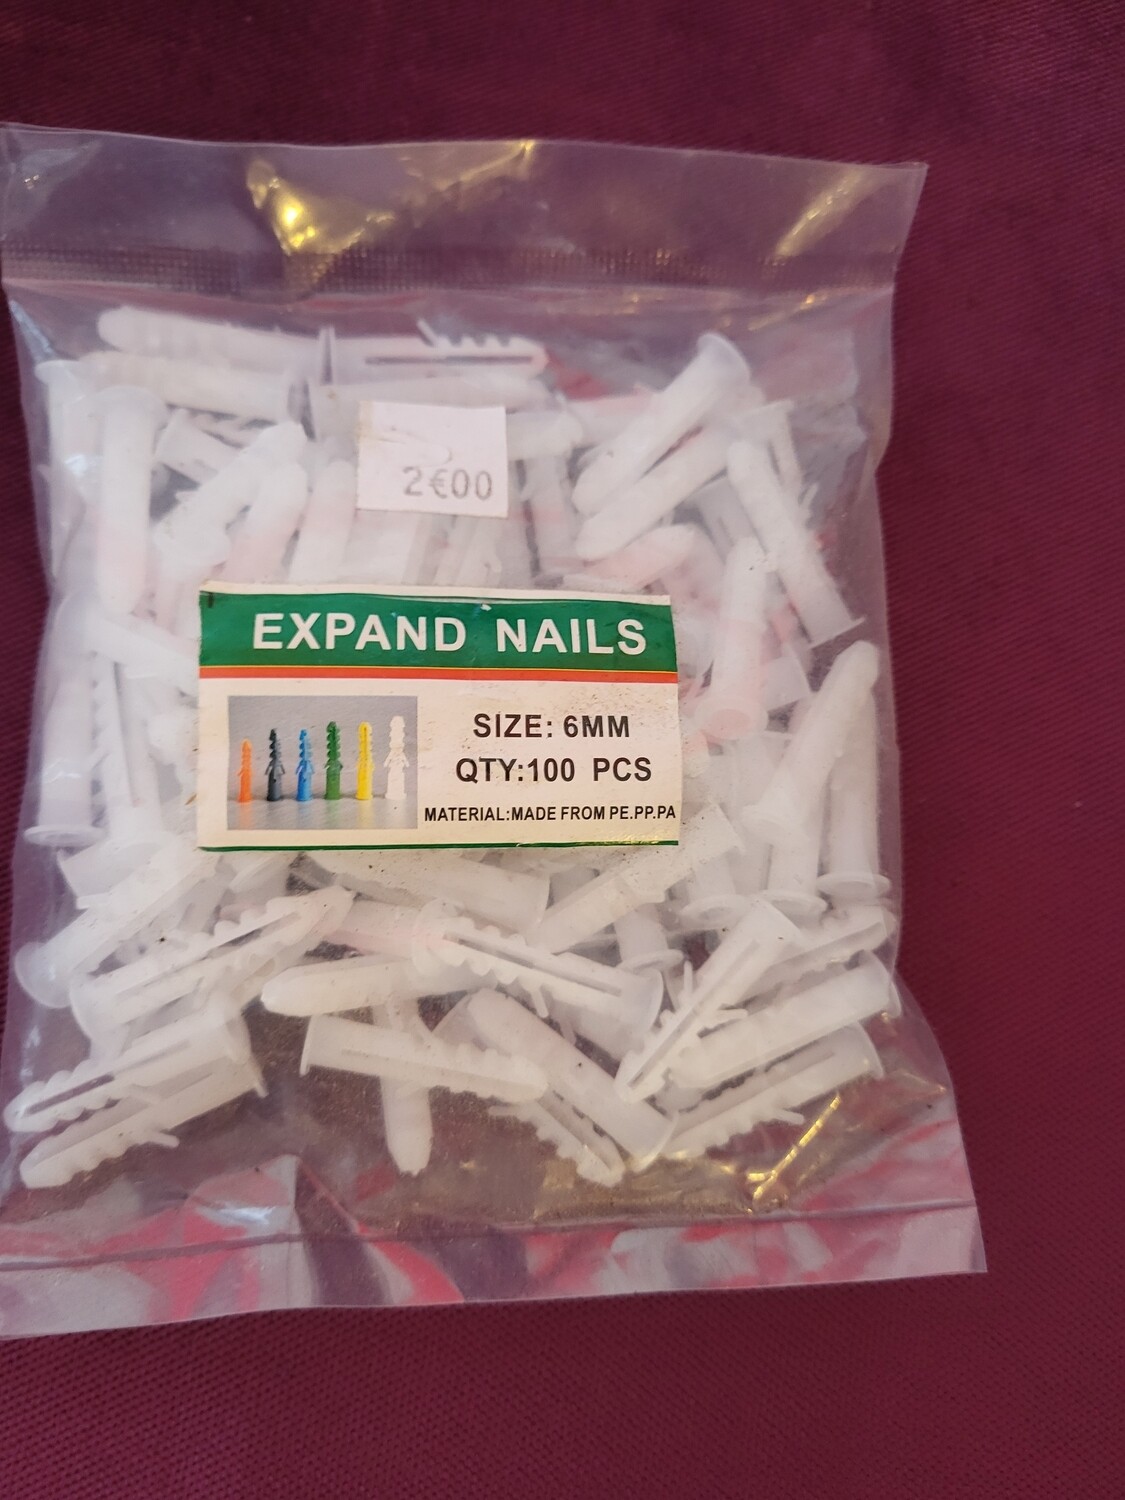 2€00
EXPAND NAILS
SIZE: 6MM
QTY:100 PCS
MATERIAL:MADE FROM PE.PP.PA